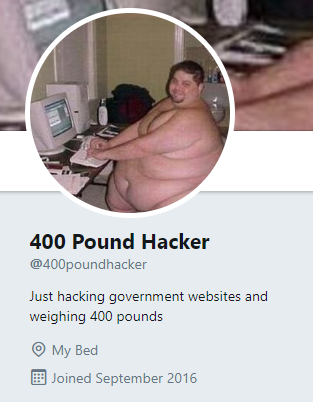 400 Pound Hacker
@400poundhacker
Just hacking government websites and
weighing 400 pounds
My Bed
Joined September 2016